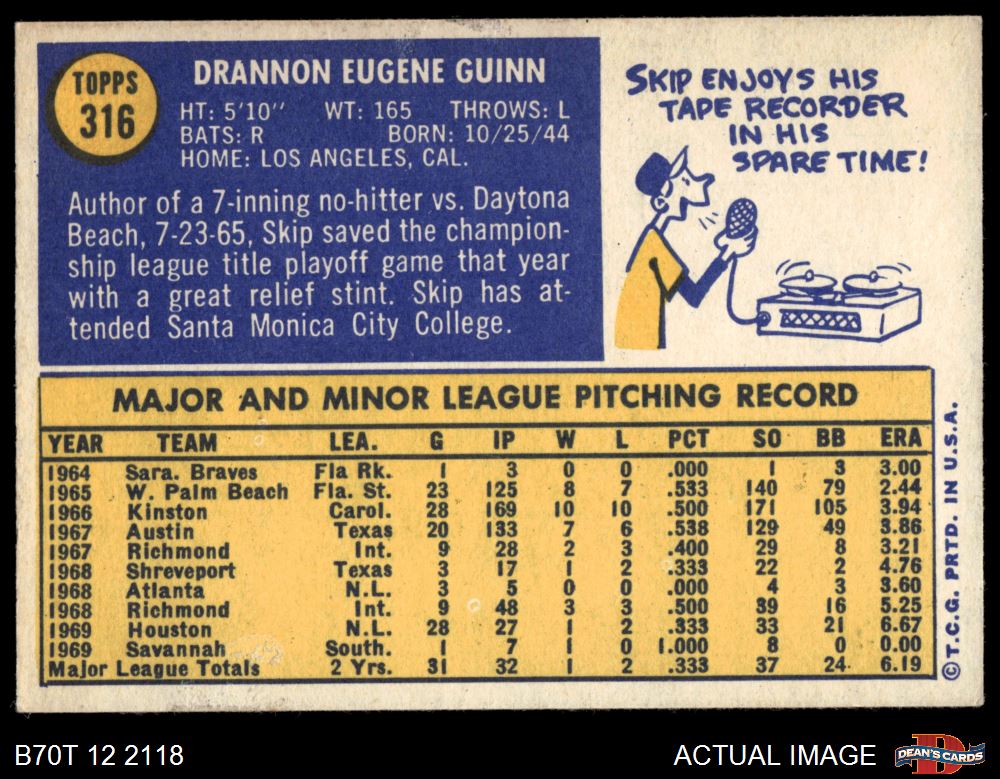 TOPPS
316
DRANNON EUGENE GUINN
HT: 5'10" WT: 165 THROWS: L
BATS: R BORN: 10/25/44
HOME: LOS ANGELES, CAL.
Author of a 7-inning no-hitter vs. Daytona
Beach, 7-23-65, Skip saved the champion-
ship league title playoff game that year
with a great relief stint. Skip has at-
tended Santa Monica City College.
SKIP ENJOYS HIS
TAPE RECORDER
IN HIS
SPARE TIME!
MAJOR AND MINOR LEAGUE PITCHING RECORD
YEAR TEAM LEA. G IP W L PCT SO BB ERA
1964 Sara. Braves Fla Rk. 1 3 0 0 .000 1 3 3.00
1965 W. Palm Beach Fla. St. 23 125 8 7 .533 140 79 2.44
1966 Kinston Carol. 28 169 10 10 .500 171 105 3.94
1967 Austin Texas 20 133 7 6 .538 129 49 3.86
1967 Richmond Int. 9 28 2 3 .400 29 8 3.21
1968 Shreveport Texas 3 17 1 2 .333 22 2 4.76
1968 Atlanta N.L. 3 5 0 0 .000 4 3 3.60
1968 Richmond Int. 9 48 3 3 .500 39 16 5.25
1969 Houston N.L. 28 27 1 2 .333 33 21 6.67
1969 Savannah South. 1 7 1 0 1.000 8 0 0.00
Major League Totals 2 Yrs. 31 32 1 2 .333 37 24 6.19
©T.C.G. PRTD. IN U.S.A.
B70T 12 2118
ACTUAL IMAGE
DEAN'S CARDS